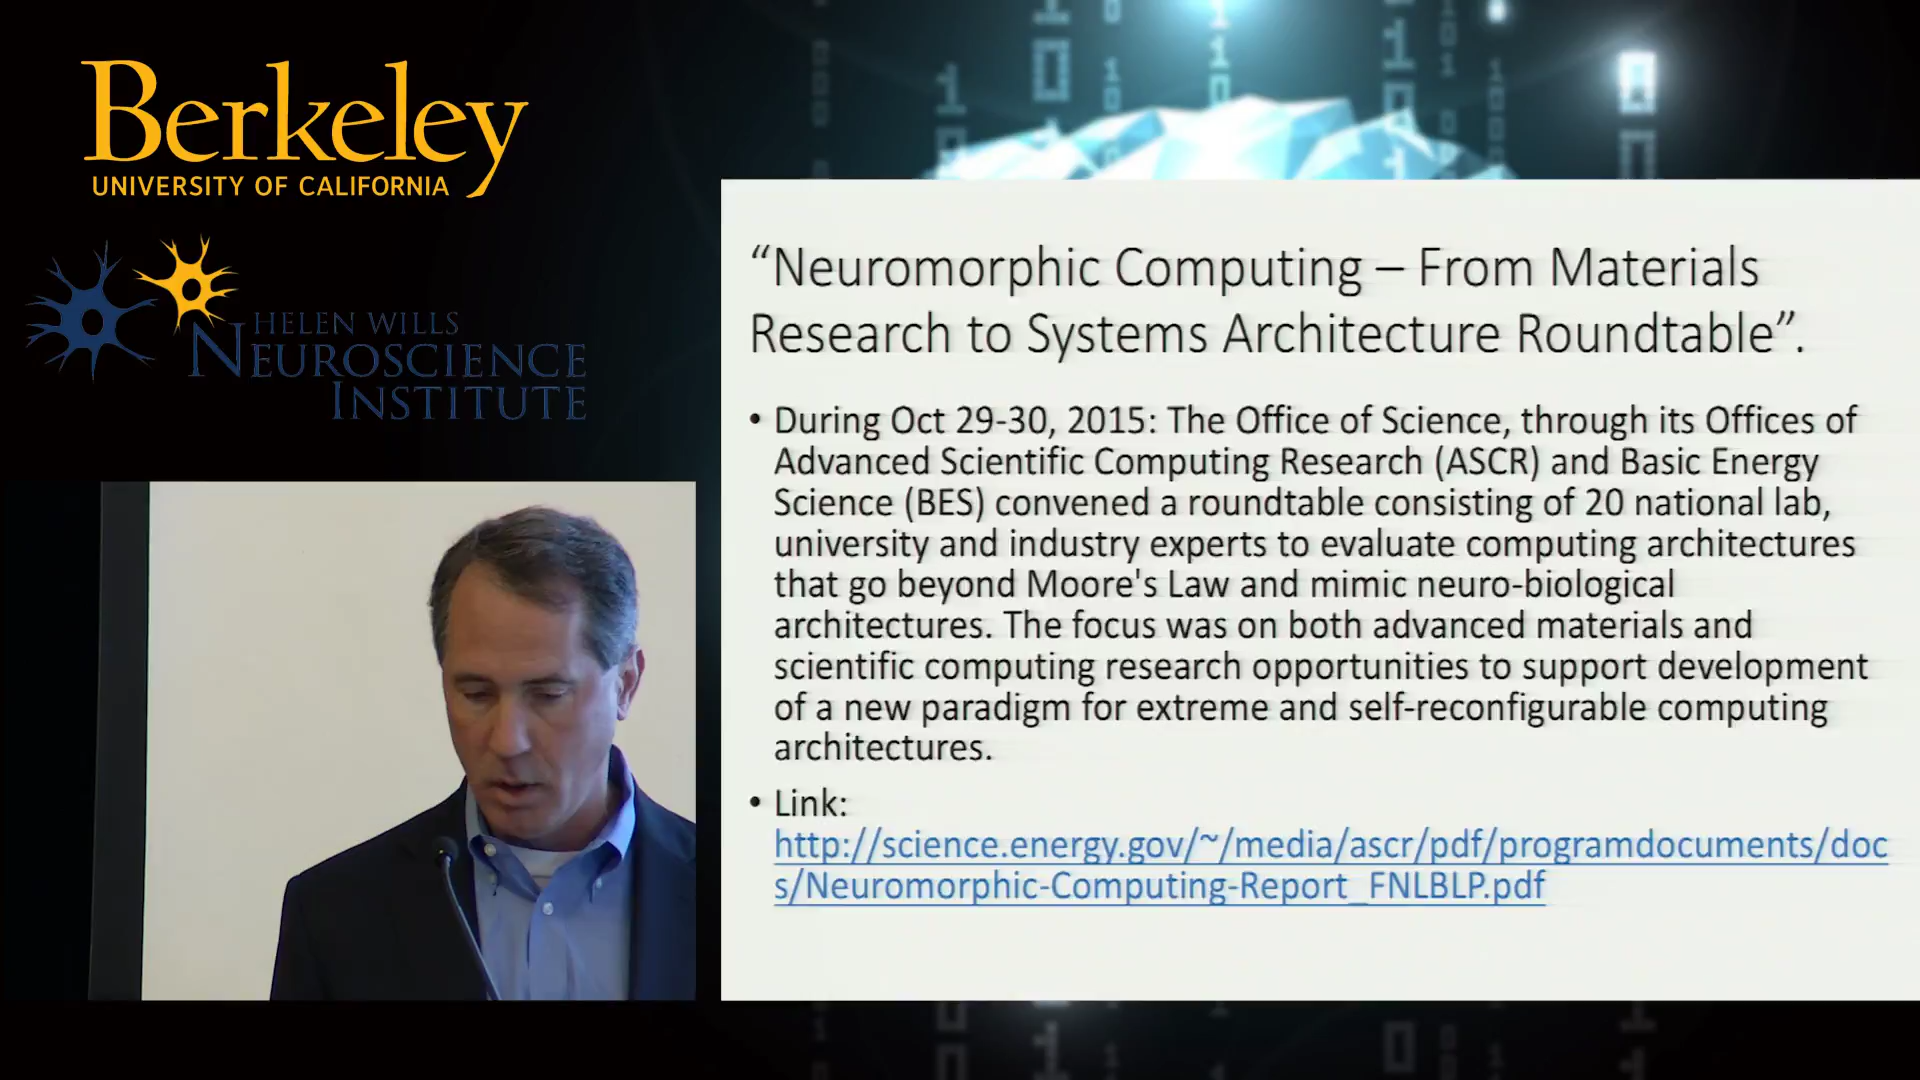 Berkeley
UNIVERSITY OF CALIFORNIA
HELEN WILLS
NEUROSCIENCE
INSTITUTE
“Neuromorphic Computing – From Materials
Research to Systems Architecture Roundtable”.
• During Oct 29-30, 2015: The Office of Science, through its Offices of
Advanced Scientific Computing Research (ASCR) and Basic Energy
Science (BES) convened a roundtable consisting of 20 national lab,
university and industry experts to evaluate computing architectures
that go beyond Moore's Law and mimic neuro-biological
architectures. The focus was on both advanced materials and
scientific computing research opportunities to support development
of a new paradigm for extreme and self-reconfigurable computing
architectures.
• Link:
http://science.energy.gov/~/media/ascr/pdf/programdocuments/doc
s/Neuromorphic-Computing-Report_FNLBLP.pdf